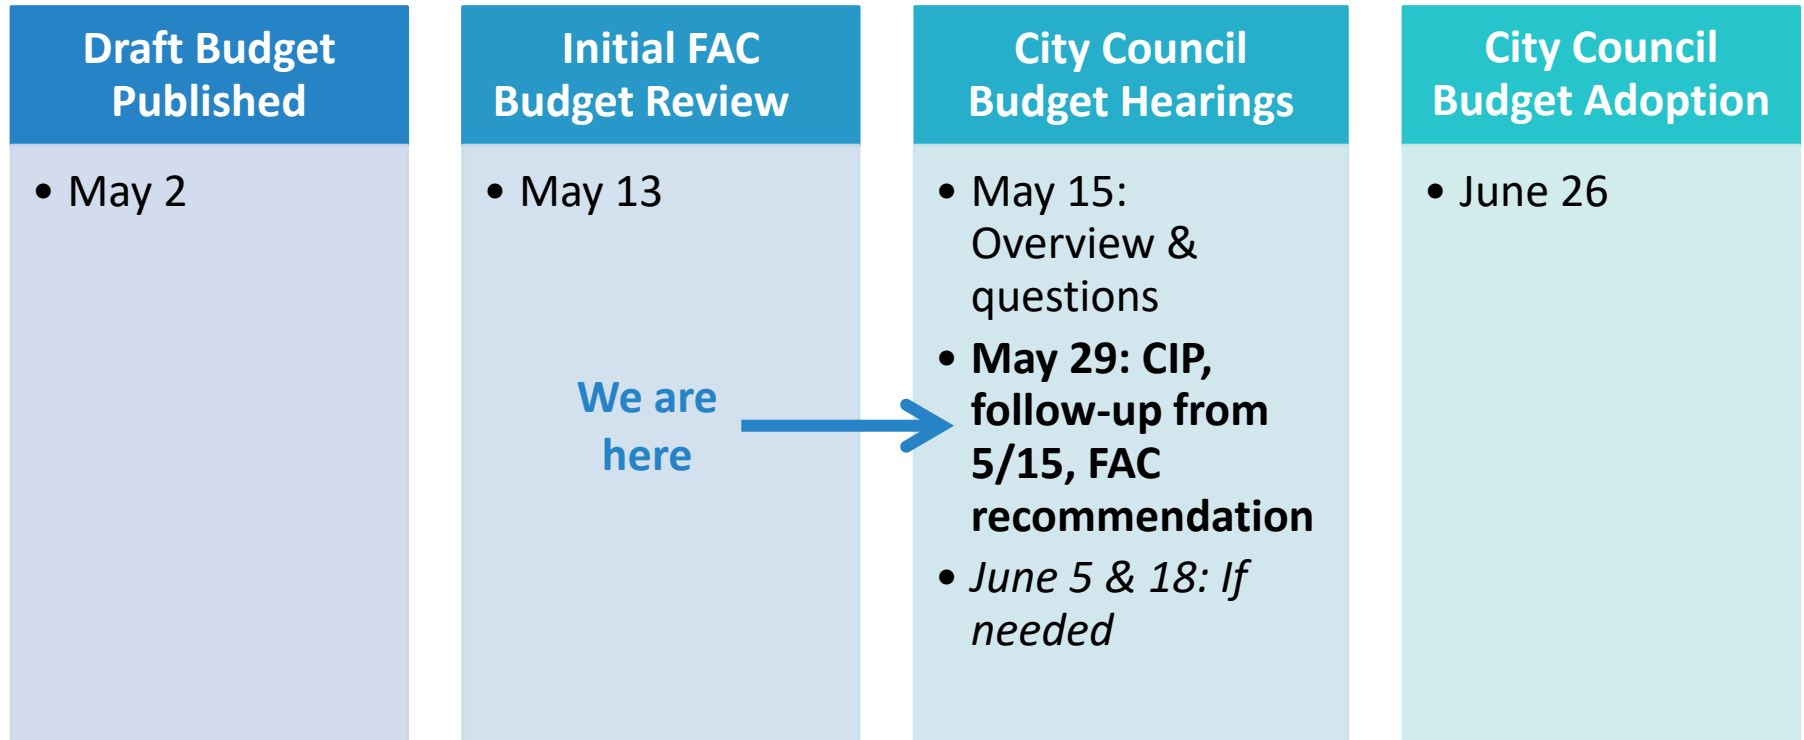 Draft Budget
Published
• May 2
Initial FAC
Budget Review
• May 13
We are
here
City Council
Budget Hearings
• May 15:
Overview &
questions
• May 29: CIP,
follow-up from
5/15, FAC
recommendation
• June 5 & 18: If
needed
City Council
Budget Adoption
• June 26